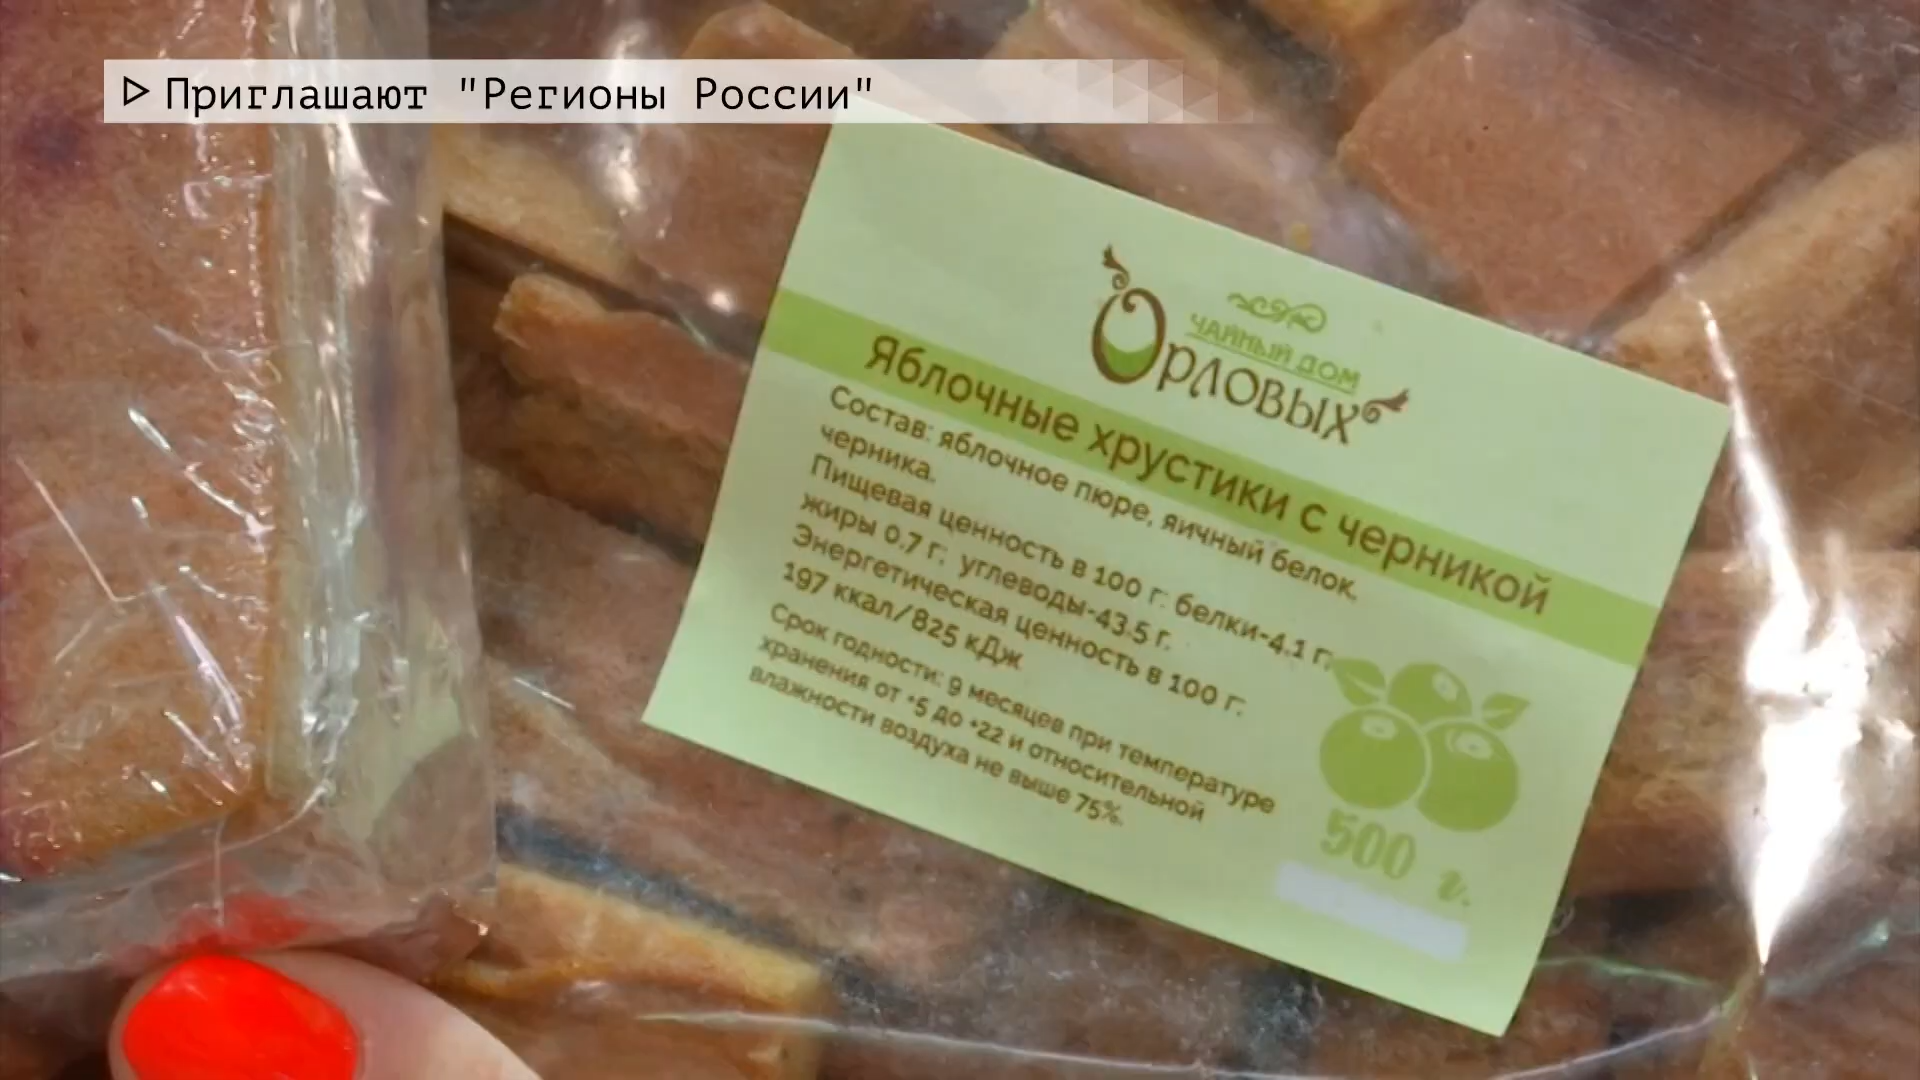 Приглашают "Регионы России"
ЧАЙНЫЙ ДОМ
ОРЛОВЫХ
Яблочные хрустики с черникой
Состав: яблочное пюре, яичный белок,
черника.
Пищевая ценность в 100 г: белки-4.1 г;
жиры 0.7 г; углеводы-43.5 г.
Энергетическая ценность в 100 г:
197 ккал/825 кДж
Срок годности: 9 месяцев при температуре
хранения от +5 до +22 и относительной
влажности воздуха не выше 75%.
500 г.